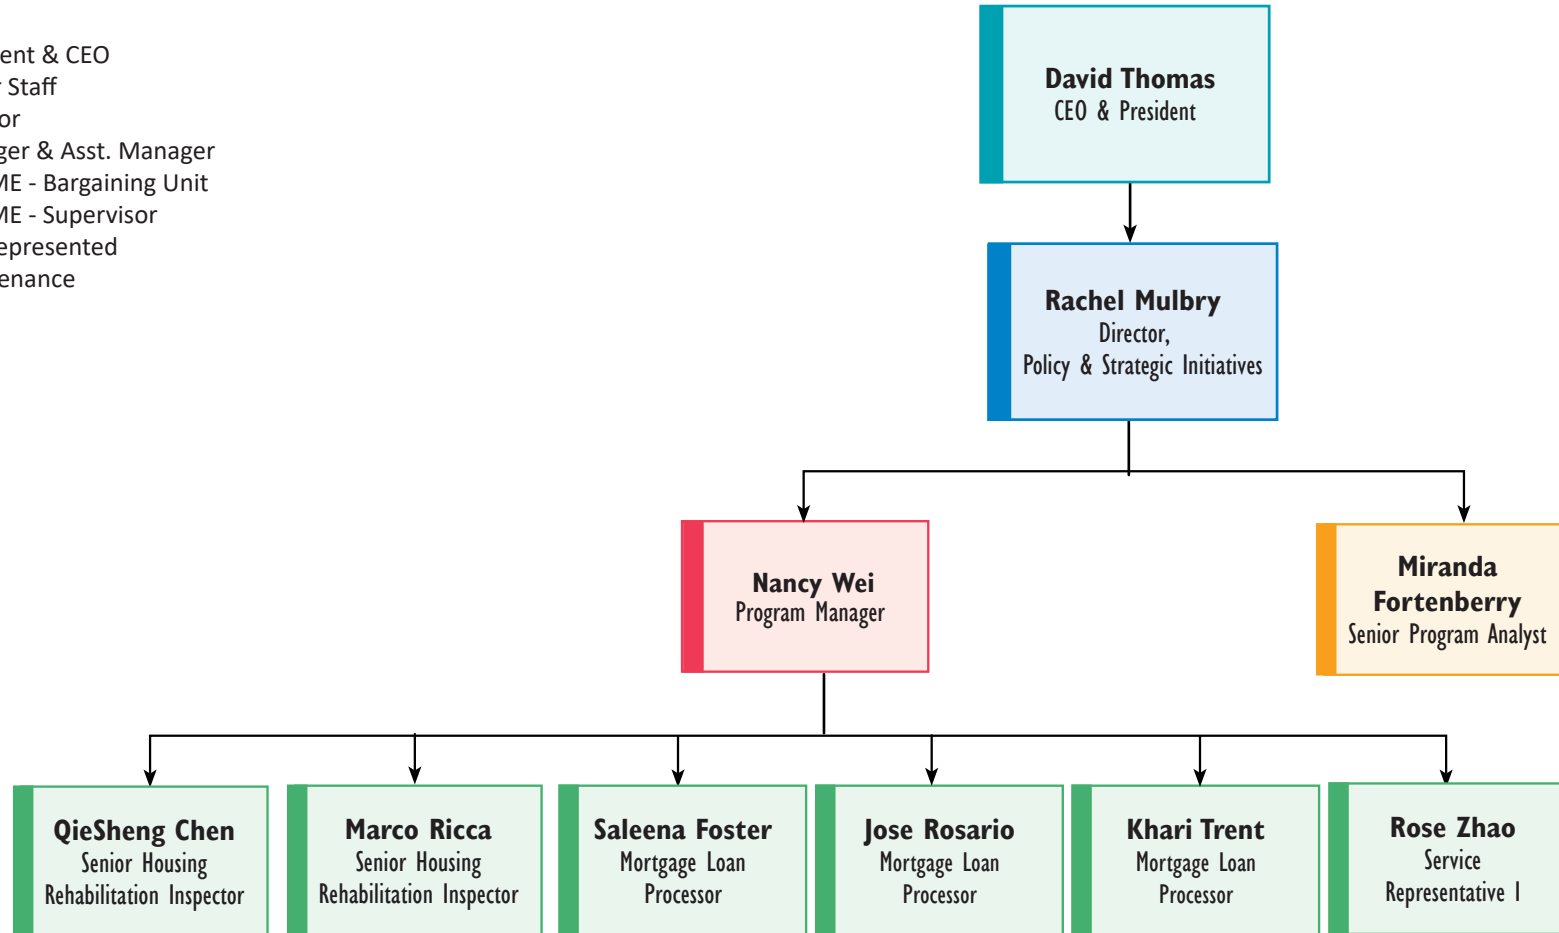 ent & CEO
Staff
or
ger & Asst. Manager
ME - Bargaining Unit
ME - Supervisor
epresented
enance
David Thomas
CEO & President
Rachel Mulbry
Director,
Policy & Strategic Initiatives
Nancy Wei
Program Manager
Miranda
Fortenberry
Senior Program Analyst
QieSheng Chen
Senior Housing
Rehabilitation Inspector
Marco Ricca
Senior Housing
Rehabilitation Inspector
Saleena Foster
Mortgage Loan
Processor
Jose Rosario
Mortgage Loan
Processor
Khari Trent
Mortgage Loan
Processor
Rose Zhao
Service
Representative I